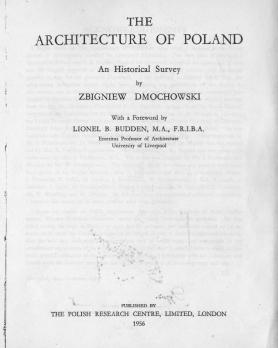 THE
ARCHITECTURE OF POLAND
An Historical Survey
by
ZBIGNIEW DMOCHOWSKI
With a Foreword by
LIONEL B. BUDDEN, M.A., F.R.I.B.A.
Emeritus Professor of Architecture
University of Liverpool
PUBLISHED BY
THE POLISH RESEARCH CENTRE, LIMITED, LONDON
1956